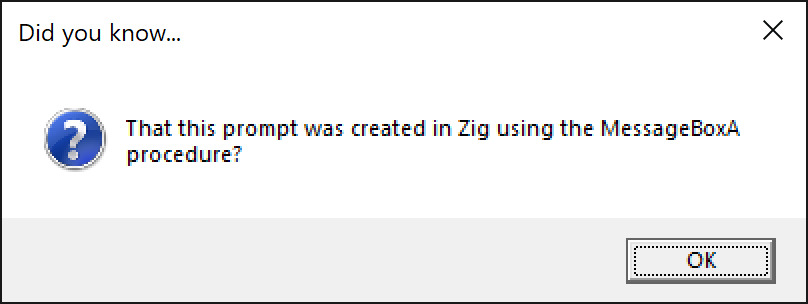 Did you know...
That this prompt was created in Zig using the MessageBoxA
procedure?
OK